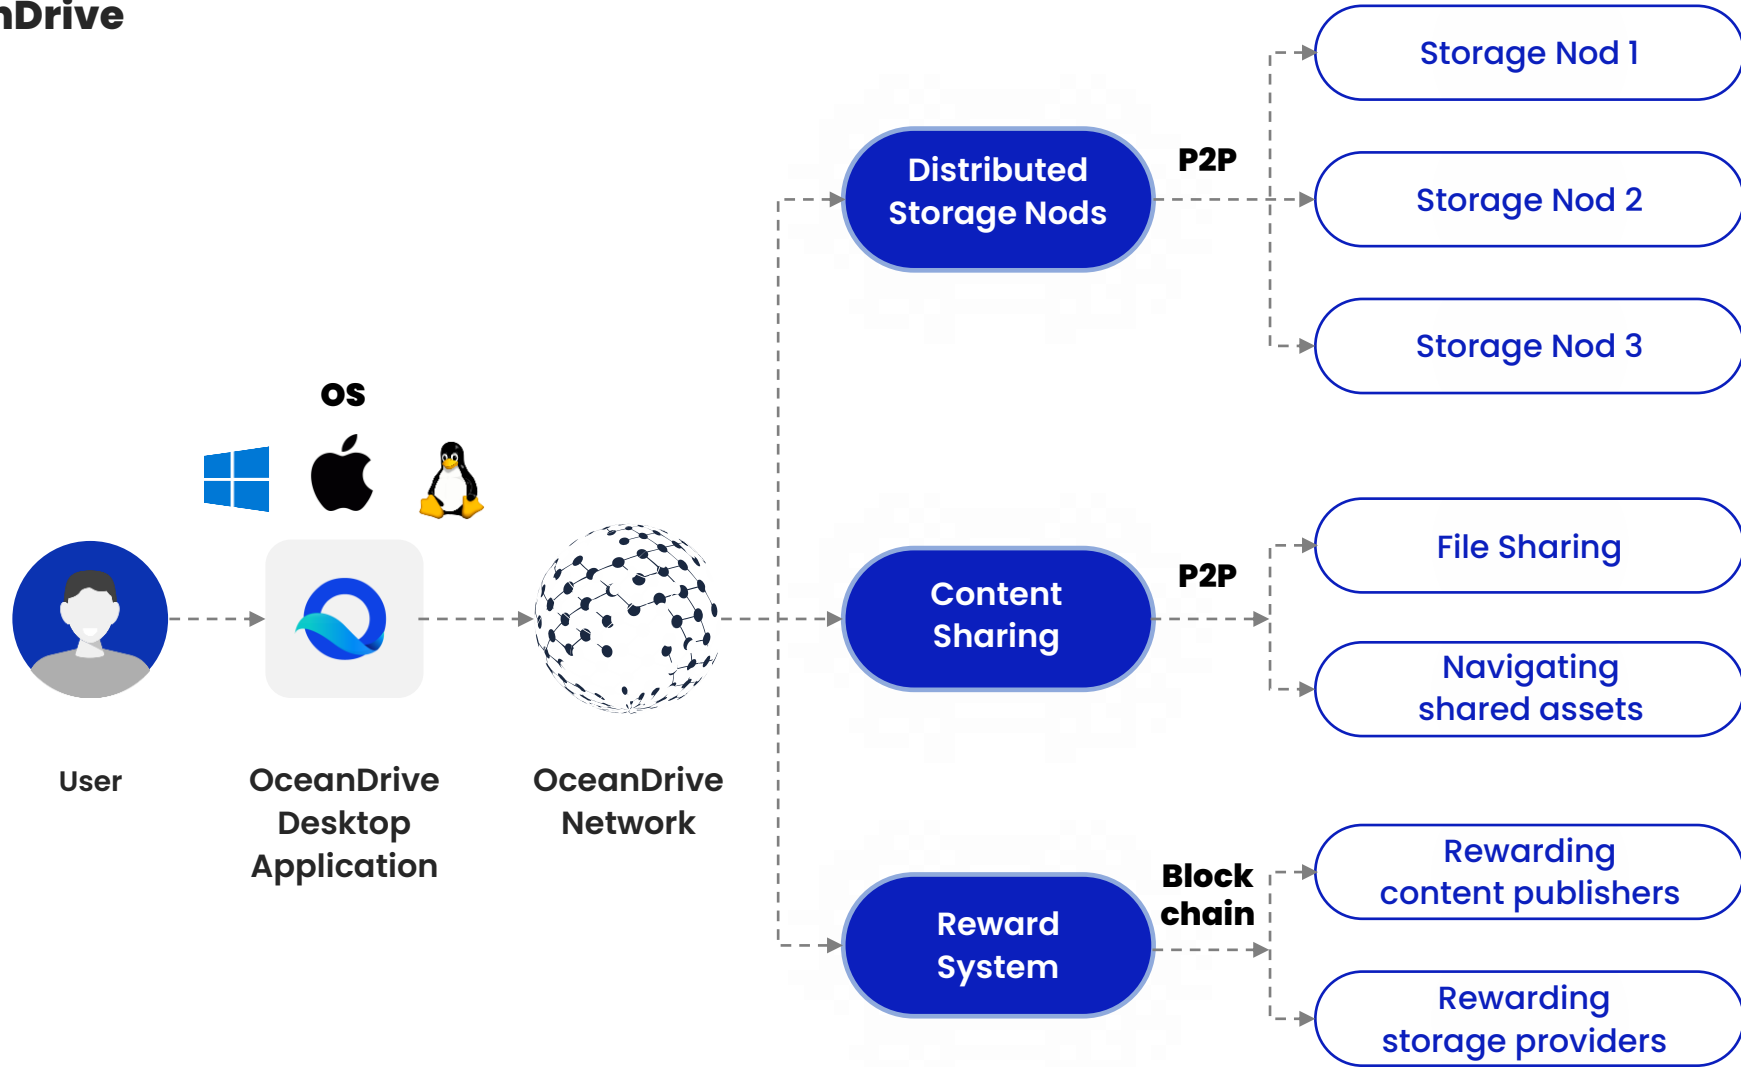 nDrive
OS
User
OceanDrive
Desktop
Application
OceanDrive
Network
Distributed
Storage Nods
P2P
Storage Nod 1
Storage Nod 2
Storage Nod 3
Content
Sharing
P2P
File Sharing
Navigating
shared assets
Reward
System
Block
chain
Rewarding
content publishers
Rewarding
storage providers